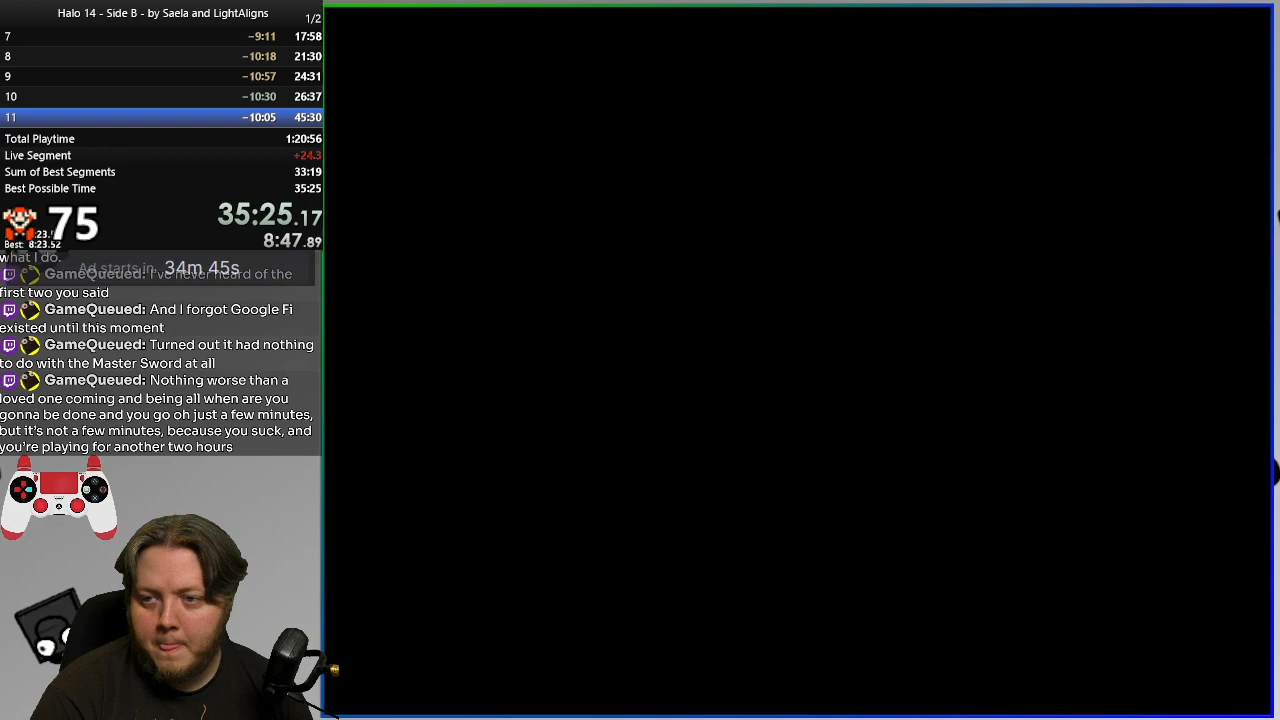 Halo 14 - Side B - by Saela and LightAligns
1/2
7 −9:11 17:58
8 −10:18 21:30
9 −10:57 24:31
10 −10:30 26:37
11 −10:05 45:30
Total Playtime 1:20:56
Live Segment +24.3
Sum of Best Segments 33:19
Best Possible Time 35:25
75 35:25.17
:23.5
Best: 8:23.52 8:47.89
what I do.
Ad starts in 34m 45s
GameQueued: I've never heard of the
first two you said
GameQueued: And I forgot Google Fi
existed until this moment
GameQueued: Turned out it had nothing
to do with the Master Sword at all
GameQueued: Nothing worse than a
loved one coming and being all when are you
gonna be done and you go oh just a few minutes,
but it's not a few minutes, because you suck, and
you're playing for another two hours